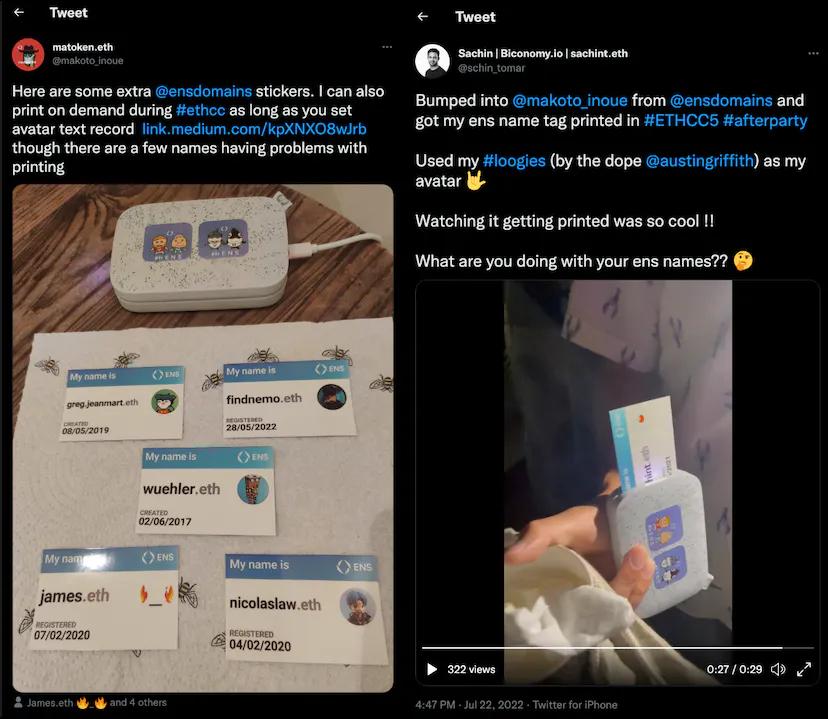 Tweet
matoken.eth
@makoto_inoue
Here are some extra @ensdomains stickers. I can also
print on demand during #ethcc as long as you set
avatar text record link.medium.com/kpXNXO8wJrb
though there are a few names having problems with
printing
ENS
ENS
My name is ENS
greg.jeanmart.eth
CREATED
08/05/2019
My name is ENS
findnemo.eth
REGISTERED
28/05/2022
My name is ENS
wuehler.eth
CREATED
02/06/2017
My name ENS
james.eth
REGISTERED
07/02/2020
My name is ENS
nicolaslaw.eth
REGISTERED
04/02/2020
James.eth 🔥_🔥 and 4 others
Tweet
Sachin | Biconomy.io | sachint.eth
@schin_tomar
Bumped into @makoto_inoue from @ensdomains and
got my ens name tag printed in #ETHCC5 #afterparty
Used my #loogies (by the dope @austingriffith) as my
avatar 🤘
Watching it getting printed was so cool !!
What are you doing with your ens names?? 🤔
ENS
hint.eth
322 views
0:27 / 0:29
4:47 PM · Jul 22, 2022 · Twitter for iPhone